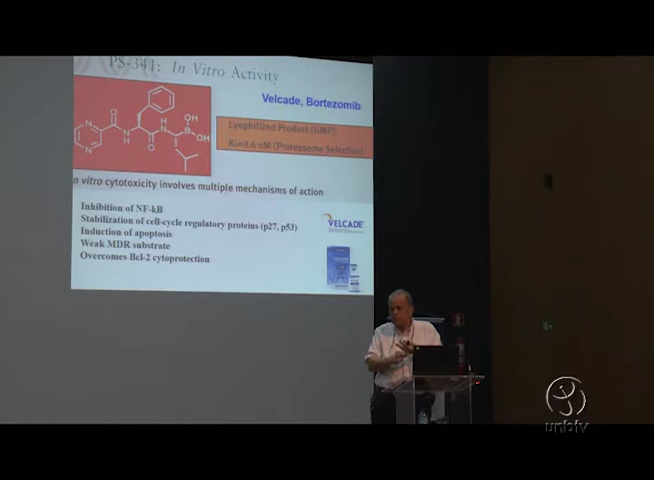 PS-341: In Vitro Activity
Velcade, Bortezomib
Lyophilized Product (GMP)
Ki=0.6 nM (Proteasome Selective)
OH
H
O
N
B
OH
N
N
H
O
N
In vitro cytotoxicity involves multiple mechanisms of action
Inhibition of NF-kB
Stabilization of cell-cycle regulatory proteins (p27, p53)
Induction of apoptosis
Weak MDR substrate
Overcomes Bcl-2 cytoprotection
VELCADE
unbtv